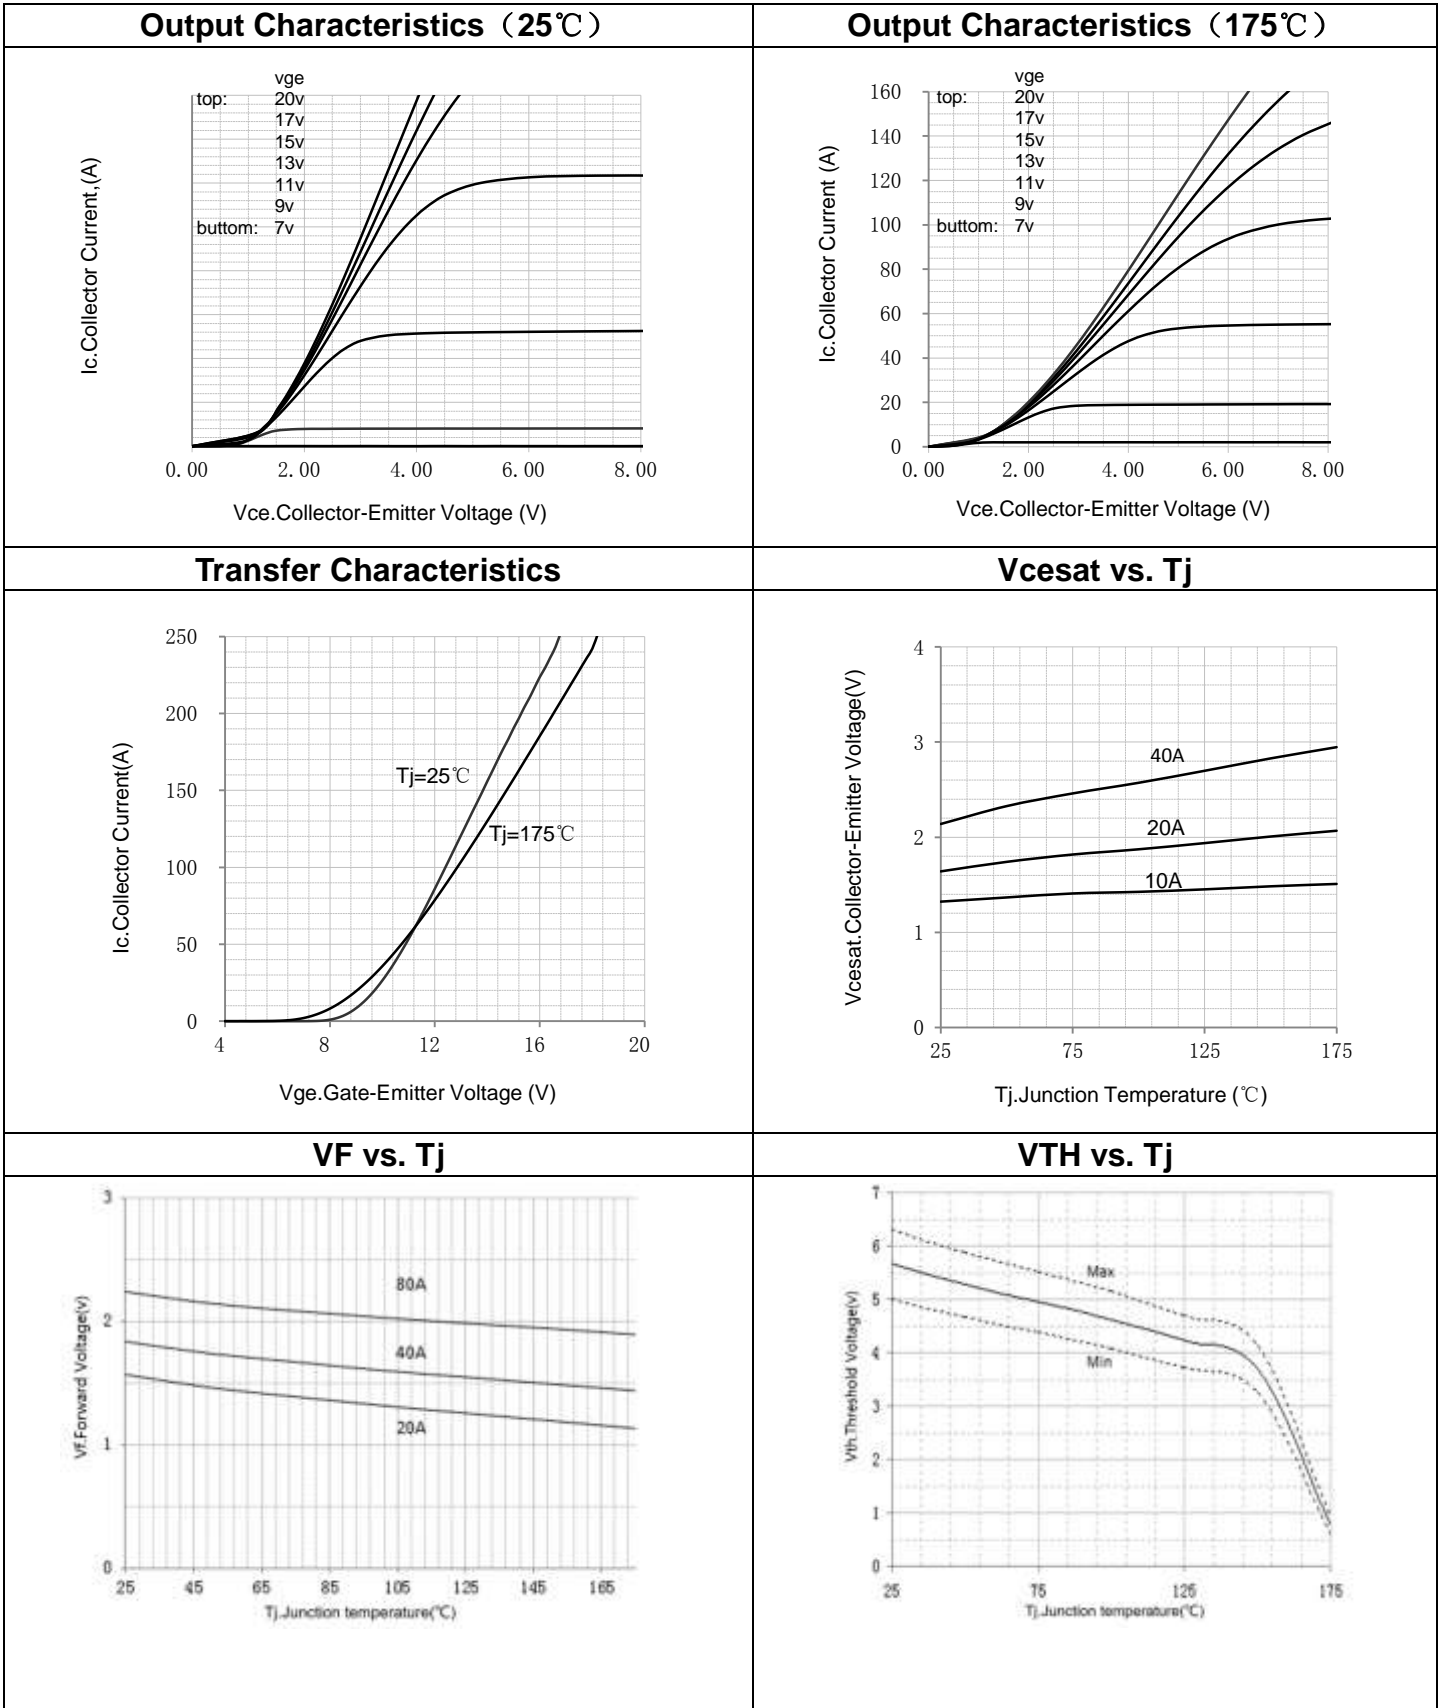 Output Characteristics（25℃）
vge
top: 20v
17v
15v
13v
11v
9v
buttom: 7v
Ic.Collector Current,(A)
0.00 2.00 4.00 6.00 8.00
Vce.Collector-Emitter Voltage (V)
Output Characteristics（175℃）
vge
top: 20v
17v
15v
13v
11v
9v
buttom: 7v
160
140
120
100
80
60
40
20
0
Ic.Collector Current (A)
0.00 2.00 4.00 6.00 8.00
Vce.Collector-Emitter Voltage (V)
Transfer Characteristics
250
200
150
100
50
0
Ic.Collector Current(A)
Tj=25℃
Tj=175℃
4 8 12 16 20
Vge.Gate-Emitter Voltage (V)
Vcesat vs. Tj
4
3
2
1
0
Vcesat.Collector-Emitter Voltage(V)
40A
20A
10A
25 75 125 175
Tj.Junction Temperature (℃)
VF vs. Tj
3
2
1
0
Vf.Forward Voltage(v)
80A
40A
20A
25 45 65 85 105 125 145 165
Tj.Junction temperature(℃)
VTH vs. Tj
7
6
5
4
3
2
1
0
Vth.Threshold Voltage(v)
Max
Min
25 75 125 175
Tj.Junction temperature(℃)